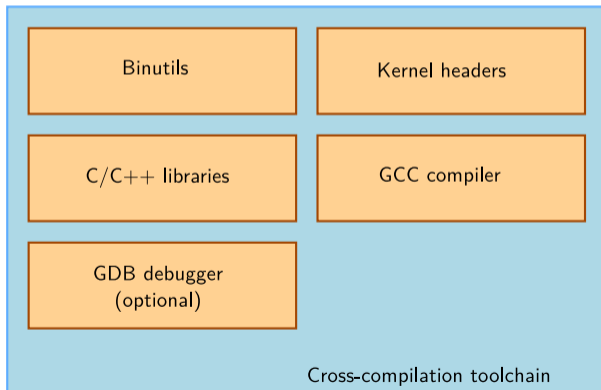 Binutils
Kernel headers
C/C++ libraries
GCC compiler
GDB debugger
(optional)
Cross-compilation toolchain